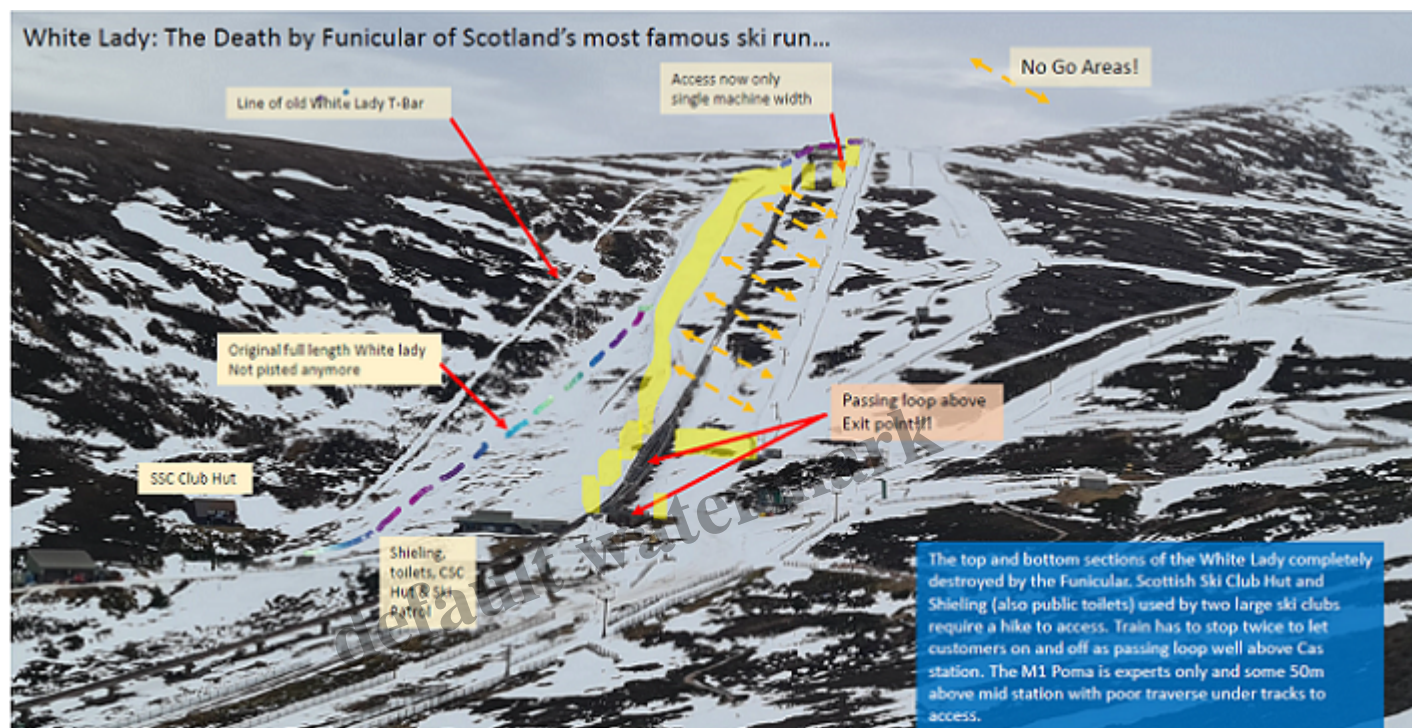 White Lady: The Death by Funicular of Scotland's most famous ski run...
No Go Areas!
Access now only
single machine width
Line of old White Lady T-Bar
Original full length White lady
Not pisted anymore
Passing loop above
Exit point!!!
SSC Club Hut
Shieling,
toilets, CSC
Hut & Ski
Patrol
The top and bottom sections of the White Lady completely
destroyed by the Funicular. Scottish Ski Club Hut and
Shieling (also public toilets) used by two large ski clubs
require a hike to access. Train has to stop twice to let
customers on and off as passing loop well above Cas
station. The M1 Poma is experts only and some 50m
above mid station with poor traverse under tracks to
access.
default watermark